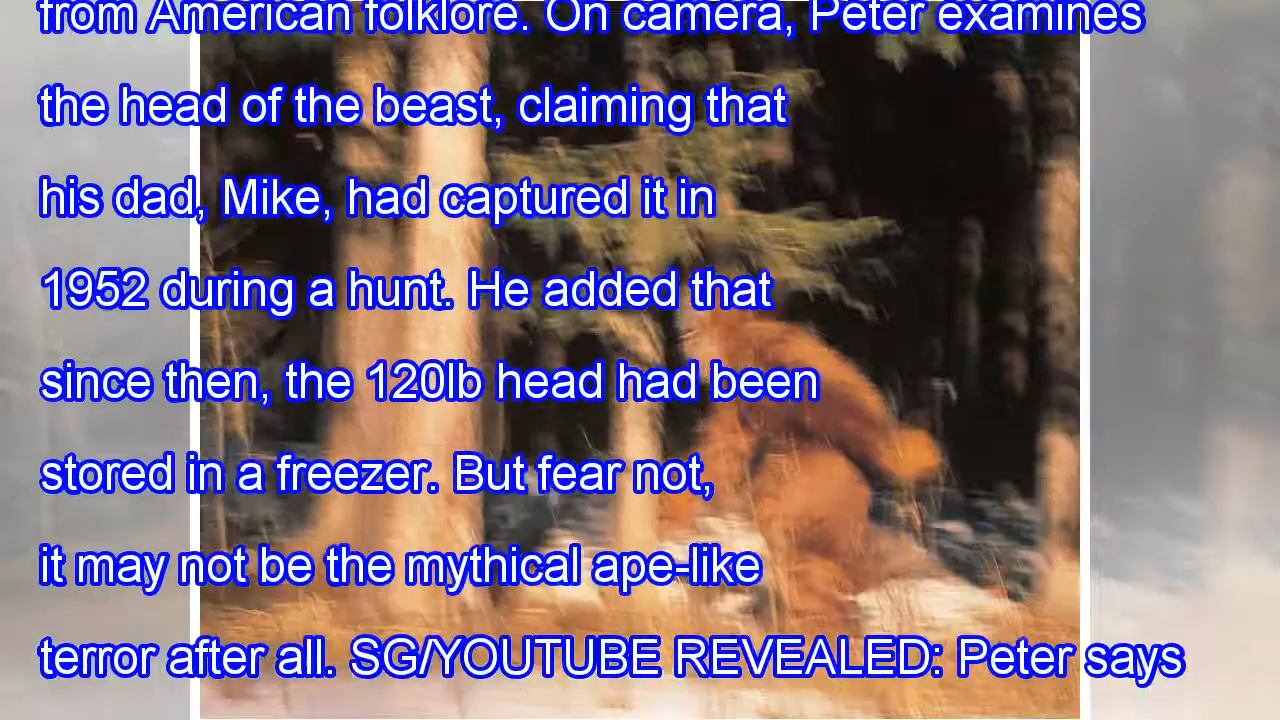 from American folklore. On camera, Peter examines
the head of the beast, claiming that
his dad, Mike, had captured it in
1952 during a hunt. He added that
since then, the 120lb head had been
stored in a freezer. But fear not,
it may not be the mythical ape-like
terror after all. SG/YOUTUBE REVEALED: Peter says